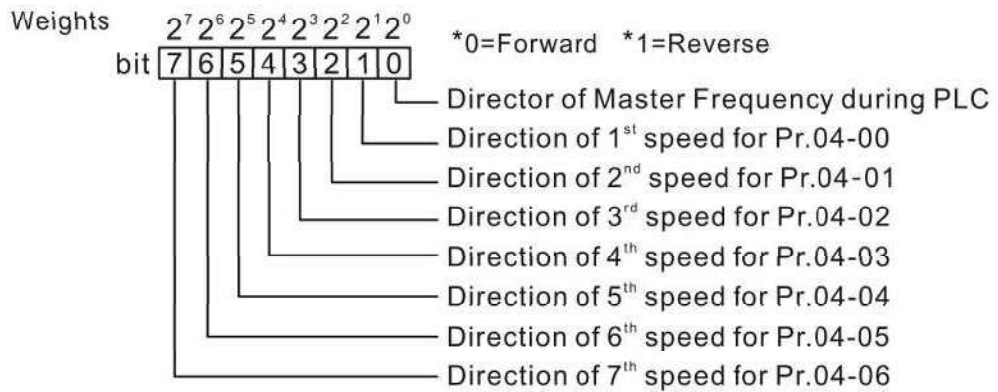 Weights 2⁷ 2⁶ 2⁵ 2⁴ 2³ 2² 2¹ 2⁰ *0=Forward *1=Reverse
bit 7 6 5 4 3 2 1 0
Director of Master Frequency during PLC
Direction of 1ˢᵗ speed for Pr.04-00
Direction of 2ⁿᵈ speed for Pr.04-01
Direction of 3ʳᵈ speed for Pr.04-02
Direction of 4ᵗʰ speed for Pr.04-03
Direction of 5ᵗʰ speed for Pr.04-04
Direction of 6ᵗʰ speed for Pr.04-05
Direction of 7ᵗʰ speed for Pr.04-06